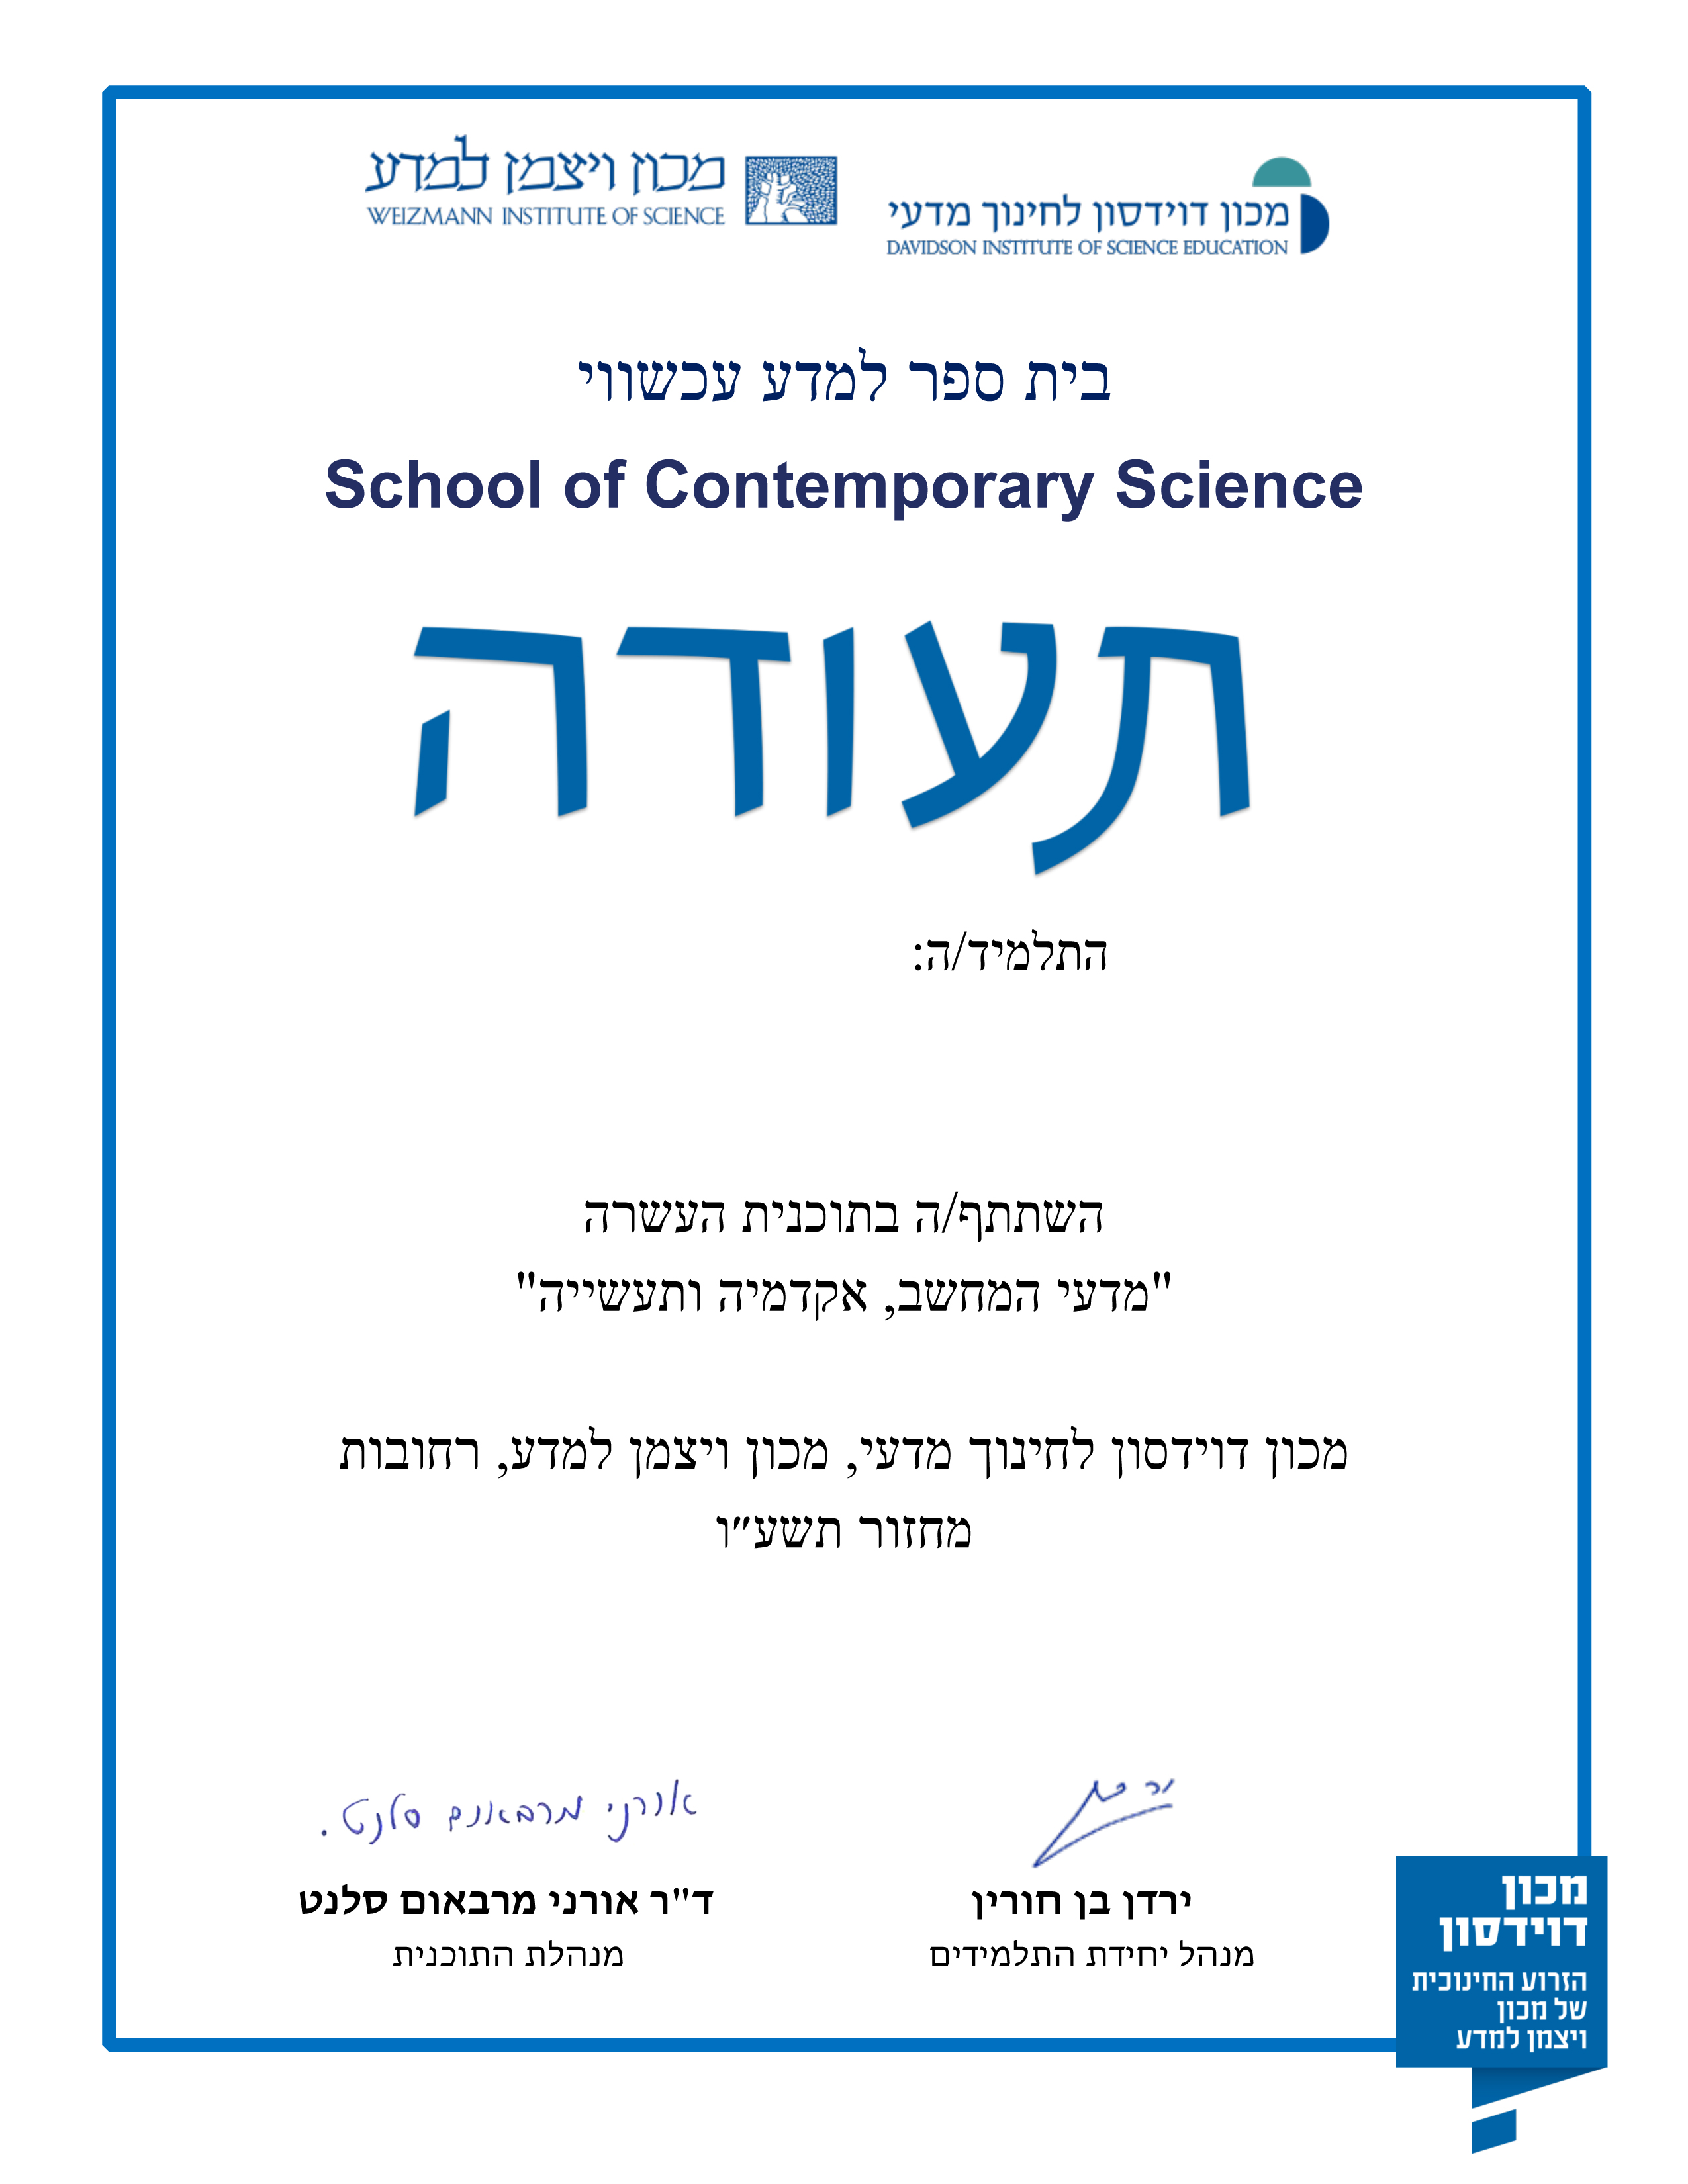 מכון ויצמן למדע
WEIZMANN INSTITUTE OF SCIENCE
מכון דוידסון לחינוך מדעי
DAVIDSON INSTITUTE OF SCIENCE EDUCATION
בית ספר למדע עכשווי
School of Contemporary Science
תעודה
התלמיד/ה:
השתתף/ה בתוכנית העשרה
"מדעי המחשב, אקדמיה ותעשייה"
מכון דוידסון לחינוך מדעי, מכון ויצמן למדע, רחובות
מחזור תשע״ו
אורני מרבאום סלנט.
ירדן בן חורין
מנהל יחידת התלמידים
ד"ר אורני מרבאום סלנט
מנהלת התוכנית
מכון
דוידסון
הזרוע החינוכית
של מכון
ויצמן למדע